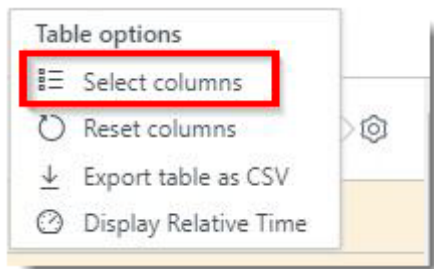 Table options
Select columns
Reset columns
Export table as CSV
Display Relative Time